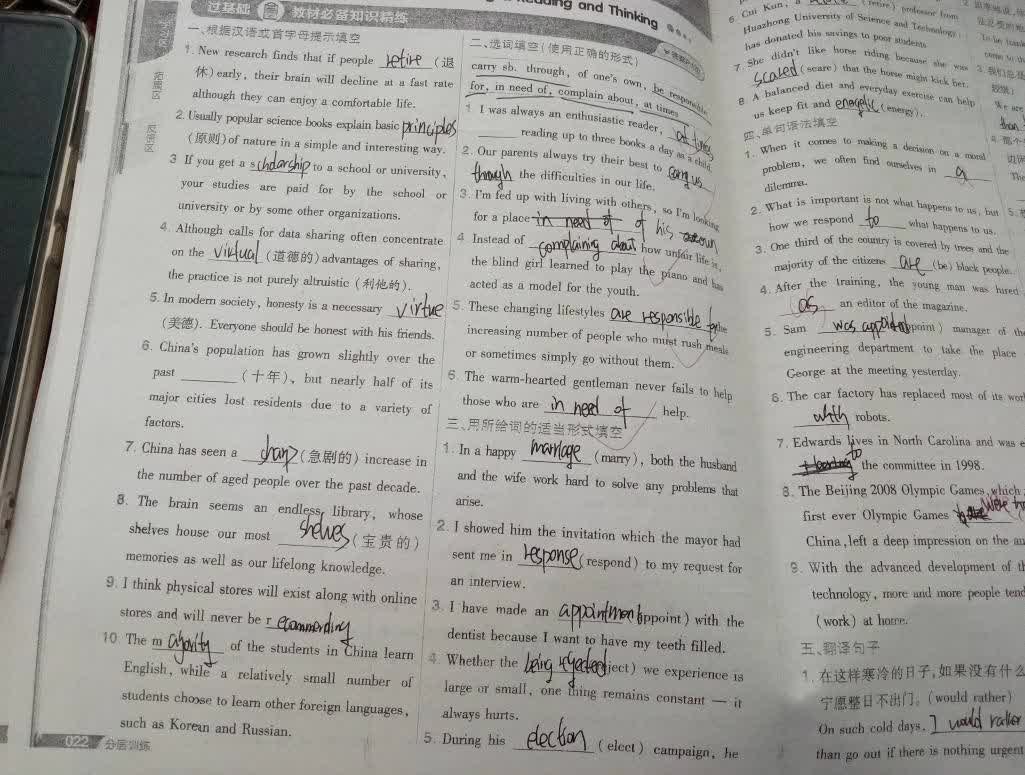 Reading and Thinking
过基础 教材必备知识精练
一、根据汉语或首字母提示填空
1. New research finds that if people retire (退
休) early, their brain will decline at a fast rate
although they can enjoy a comfortable life.
2. Usually popular science books explain basic principles
(原则) of nature in a simple and interesting way.
3 If you get a scholarship to a school or university,
your studies are paid for by the school or
university or by some other organizations.
4. Although calls for data sharing often concentrate
on the virtual (道德的) advantages of sharing,
the practice is not purely altruistic (利他的).
5. In modern society, honesty is a necessary virtue
(美德). Everyone should be honest with his friends.
6. China's population has grown slightly over the
past ______ (十年), but nearly half of its
major cities lost residents due to a variety of
factors.
7. China has seen a sharp (急剧的) increase in
the number of aged people over the past decade.
8. The brain seems an endless library, whose
shelves house our most shelves (宝贵的)
memories as well as our lifelong knowledge.
9. I think physical stores will exist along with online
stores and will never be r ecommending
10. The m ajority of the students in China learn
English, while a relatively small number of
students choose to learn other foreign languages,
such as Korean and Russian.
022 分层训练
二、选词填空(使用正确的形式)
carry sb. through, of one's own, be responsible
for, in need of, complain about, at times
1. I was always an enthusiastic reader, at times
______ reading up to three books a day as a child.
2. Our parents always try their best to carry us
through the difficulties in our life.
3. I'm fed up with living with others, so I'm looking
for a place in need of of his own
4 Instead of complaining about how unfair life is,
the blind girl learned to play the piano and has
acted as a model for the youth.
5. These changing lifestyles are responsible for the
increasing number of people who must rush meals
or sometimes simply go without them.
6. The warm-hearted gentleman never fails to help
those who are in need of help.
三、用所给词的适当形式填空
1. In a happy marriage (marry), both the husband
and the wife work hard to solve any problems that
arise.
2. I showed him the invitation which the mayor had
sent me in response (respond) to my request for
an interview.
3. I have made an appointment (appoint) with the
dentist because I want to have my teeth filled.
4. Whether the being rejected (reject) we experience is
large or small, one thing remains constant — it
always hurts.
5. During his election (elect) campaign, he
6. Cui Kun, a (retire) professor from
Huazhong University of Science and Technology
has donated his savings to poor students
7 She didn't like horse riding because she was
scared (scare) that the horse might kick her.
8 A balanced diet and everyday exercise can help
us keep fit and enegetic (energy).
四、单句语法填空
1. When it comes to making a decision on a moral
problem, we often find ourselves in a
dilemma.
2. What is important is not what happens to us, but
how we respond to what happens to us.
3. One third of the country is covered by trees and the
majority of the citizens are (be) black people.
4. After the training, the young man was hired
as an editor of the magazine.
5. Sam was appointed (appoint) manager of the
engineering department to take the place
George at the meeting yesterday.
6. The car factory has replaced most of its
with robots.
7. Edwards lives in North Carolina and was
to the committee in 1998.
8. The Beijing 2008 Olympic Games, which
first ever Olympic Games were
China, left a deep impression on the
9. With the advanced development of
technology, more and more people tend
(work) at home.
五、翻译句子
1. 在这样寒冷的日子,如果没有什么
宁愿整日不出门。(would rather)
On such cold days, I would rather
than go out if there is nothing urgent